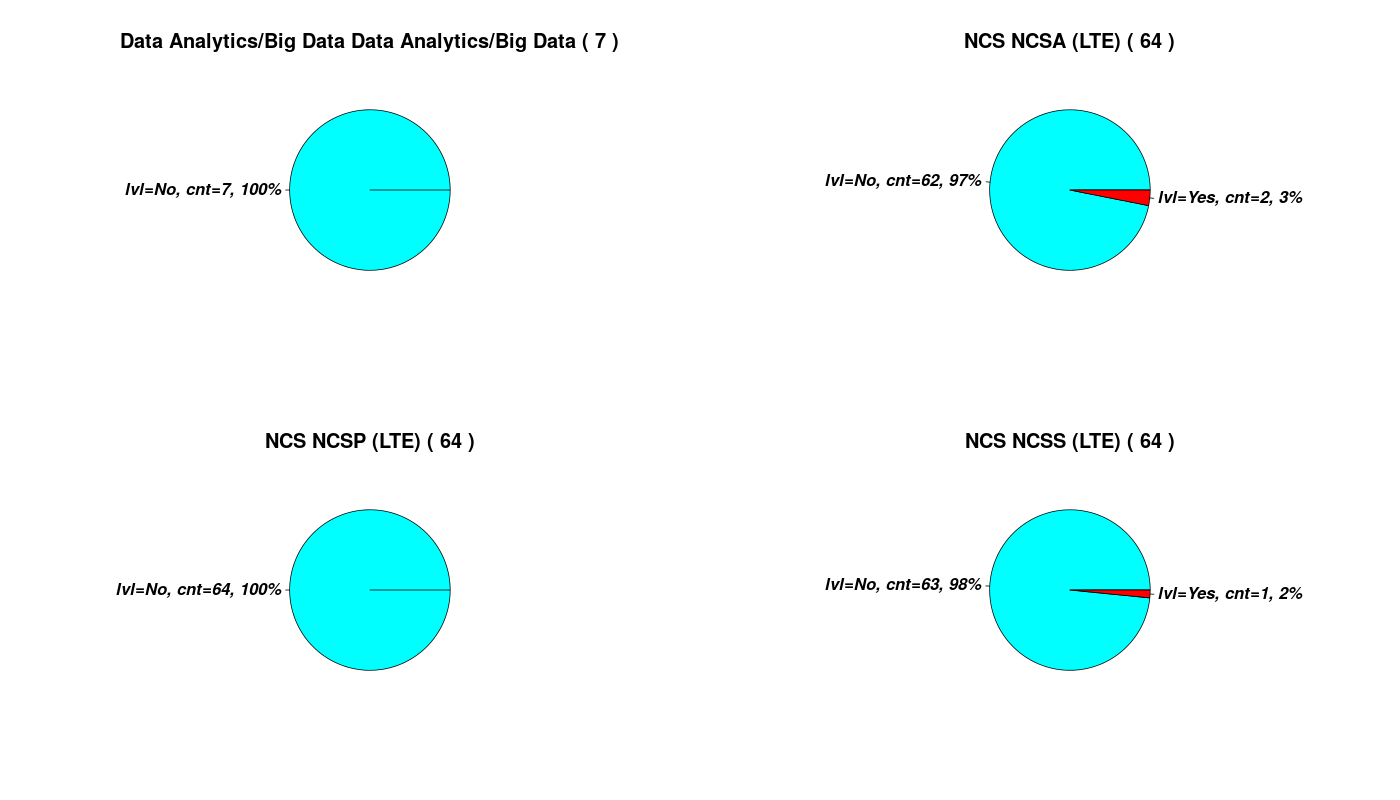 Data Analytics/Big Data Data Analytics/Big Data ( 7 )
lvl=No, cnt=7, 100%
NCS NCSA (LTE) ( 64 )
lvl=No, cnt=62, 97%
lvl=Yes, cnt=2, 3%
NCS NCSP (LTE) ( 64 )
lvl=No, cnt=64, 100%
NCS NCSS (LTE) ( 64 )
lvl=No, cnt=63, 98%
lvl=Yes, cnt=1, 2%